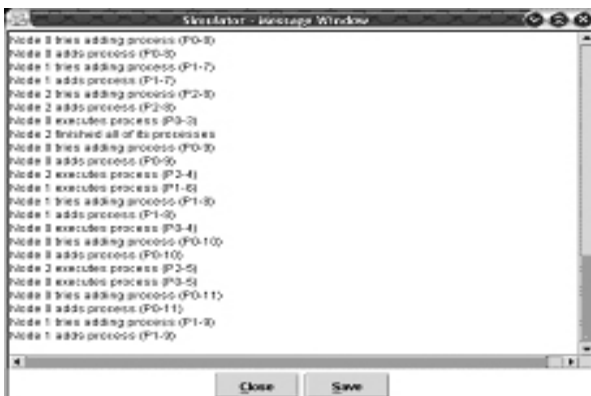 Simulator - Message Window
Node 0 tries adding process (P0-8)
Node 0 adds process (P0-8)
Node 1 tries adding process (P1-7)
Node 1 adds process (P1-7)
Node 2 tries adding process (P2-8)
Node 2 adds process (P2-8)
Node 0 executes process (P0-3)
Node 2 finished all of its processes
Node 0 tries adding process (P0-9)
Node 0 adds process (P0-9)
Node 2 executes process (P2-4)
Node 1 executes process (P1-6)
Node 1 tries adding process (P1-8)
Node 1 adds process (P1-8)
Node 0 executes process (P0-4)
Node 0 tries adding process (P0-10)
Node 0 adds process (P0-10)
Node 2 executes process (P2-5)
Node 0 executes process (P0-5)
Node 0 tries adding process (P0-11)
Node 0 adds process (P0-11)
Node 1 tries adding process (P1-9)
Node 1 adds process (P1-9)
Close Save